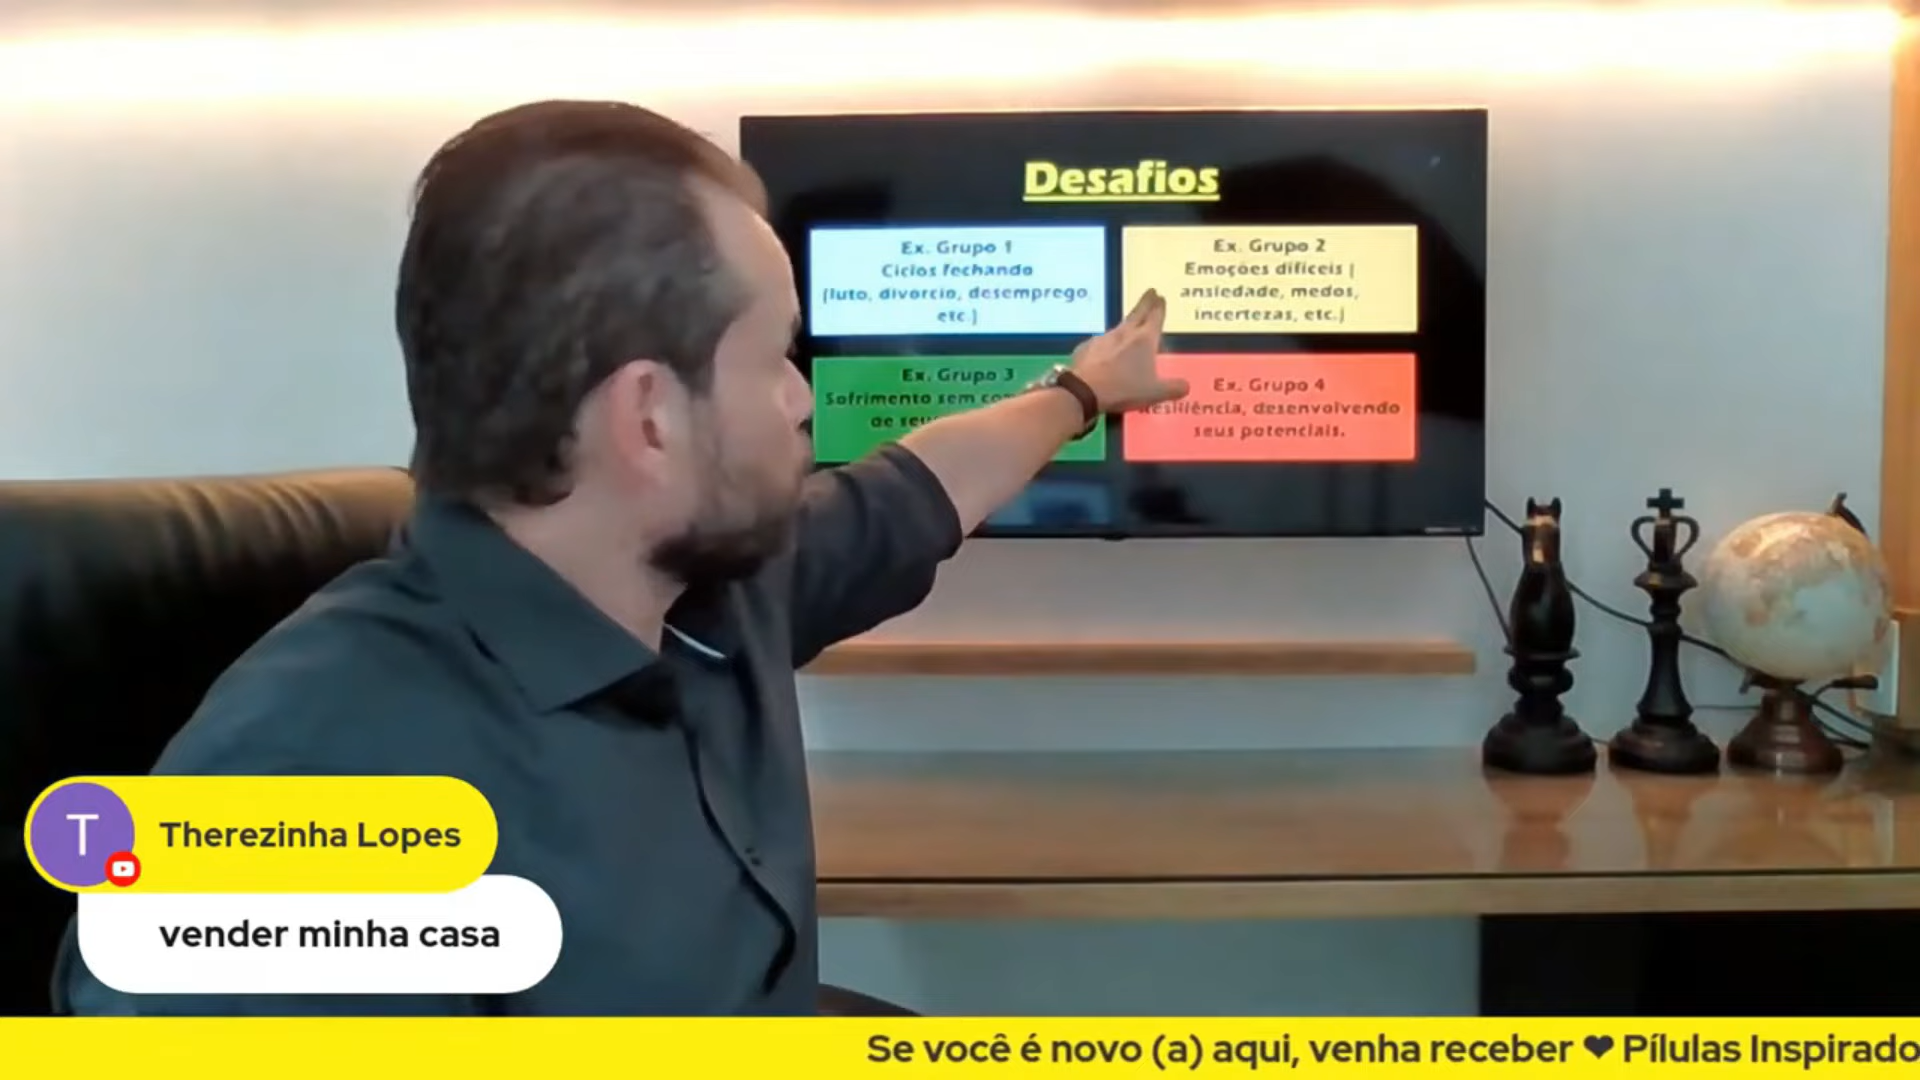 Desafios
Ex. Grupo 1
Ciclos fechando
(luto, divorcio, desemprego
etc.)
Ex. Grupo 2
Emoções difíceis (
ansiedade, medos,
incertezas, etc.)
Ex. Grupo 3
Sofrimento sem
de
Ex. Grupo 4
Resiliência, desenvolvendo
seus potenciais.
T
Therezinha Lopes
vender minha casa
Se você é novo (a) aqui, venha receber ❤ Pílulas Inspirado